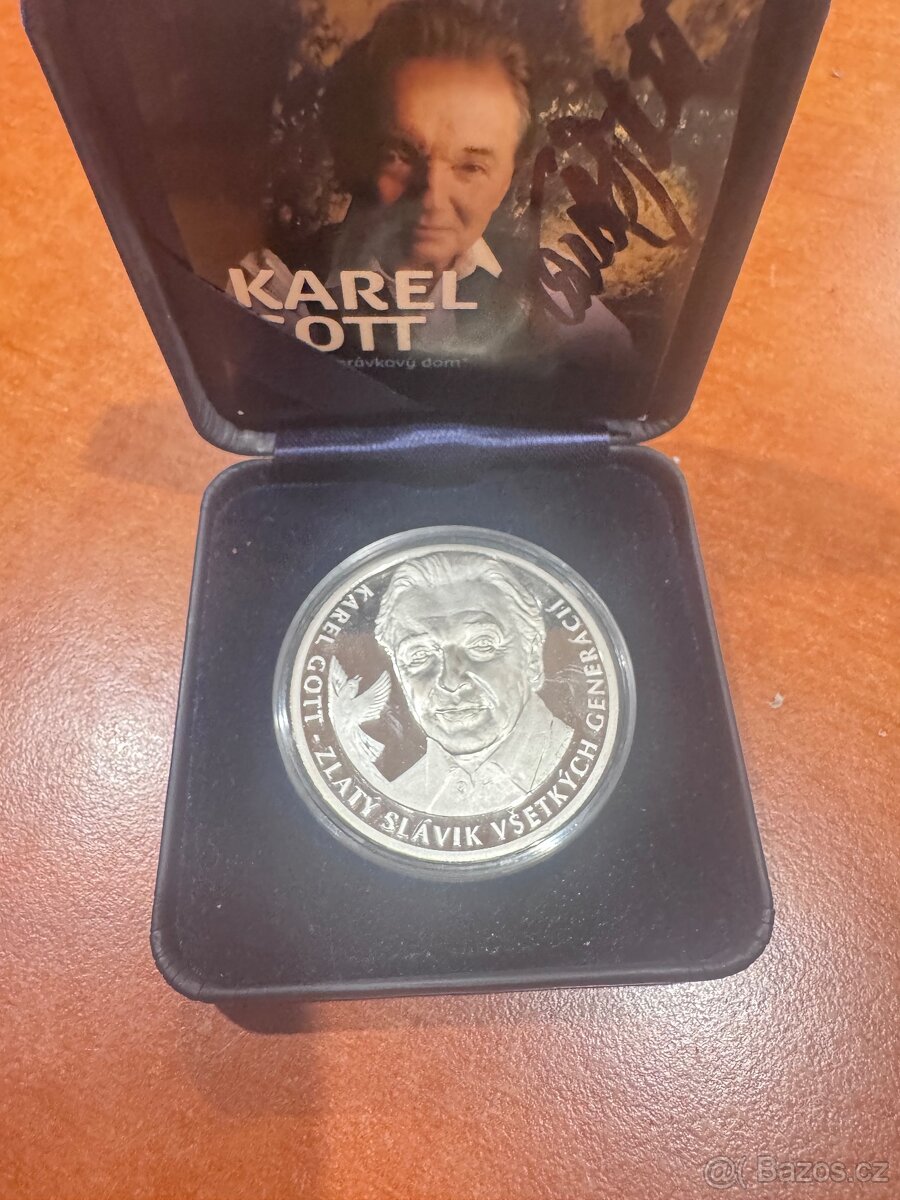 KAREL
GOTT
KAREL GOTT - ZLATÝ SLÁVIK VŠETKÝCH GENERÁCIÍ
@ Bazos.cz